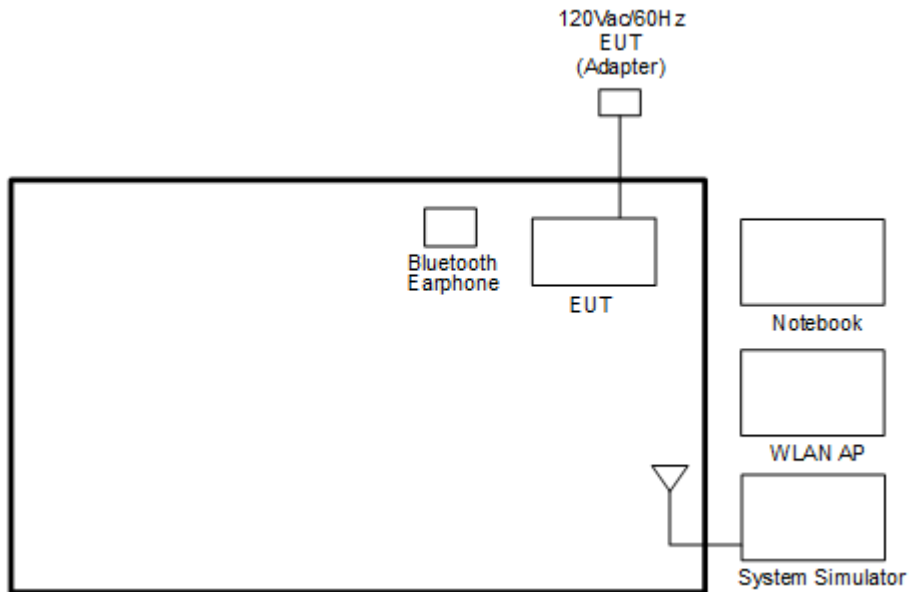 120Vac/60Hz
EUT
(Adapter)
Bluetooth
Earphone
EUT
Notebook
WLAN AP
System Simulator